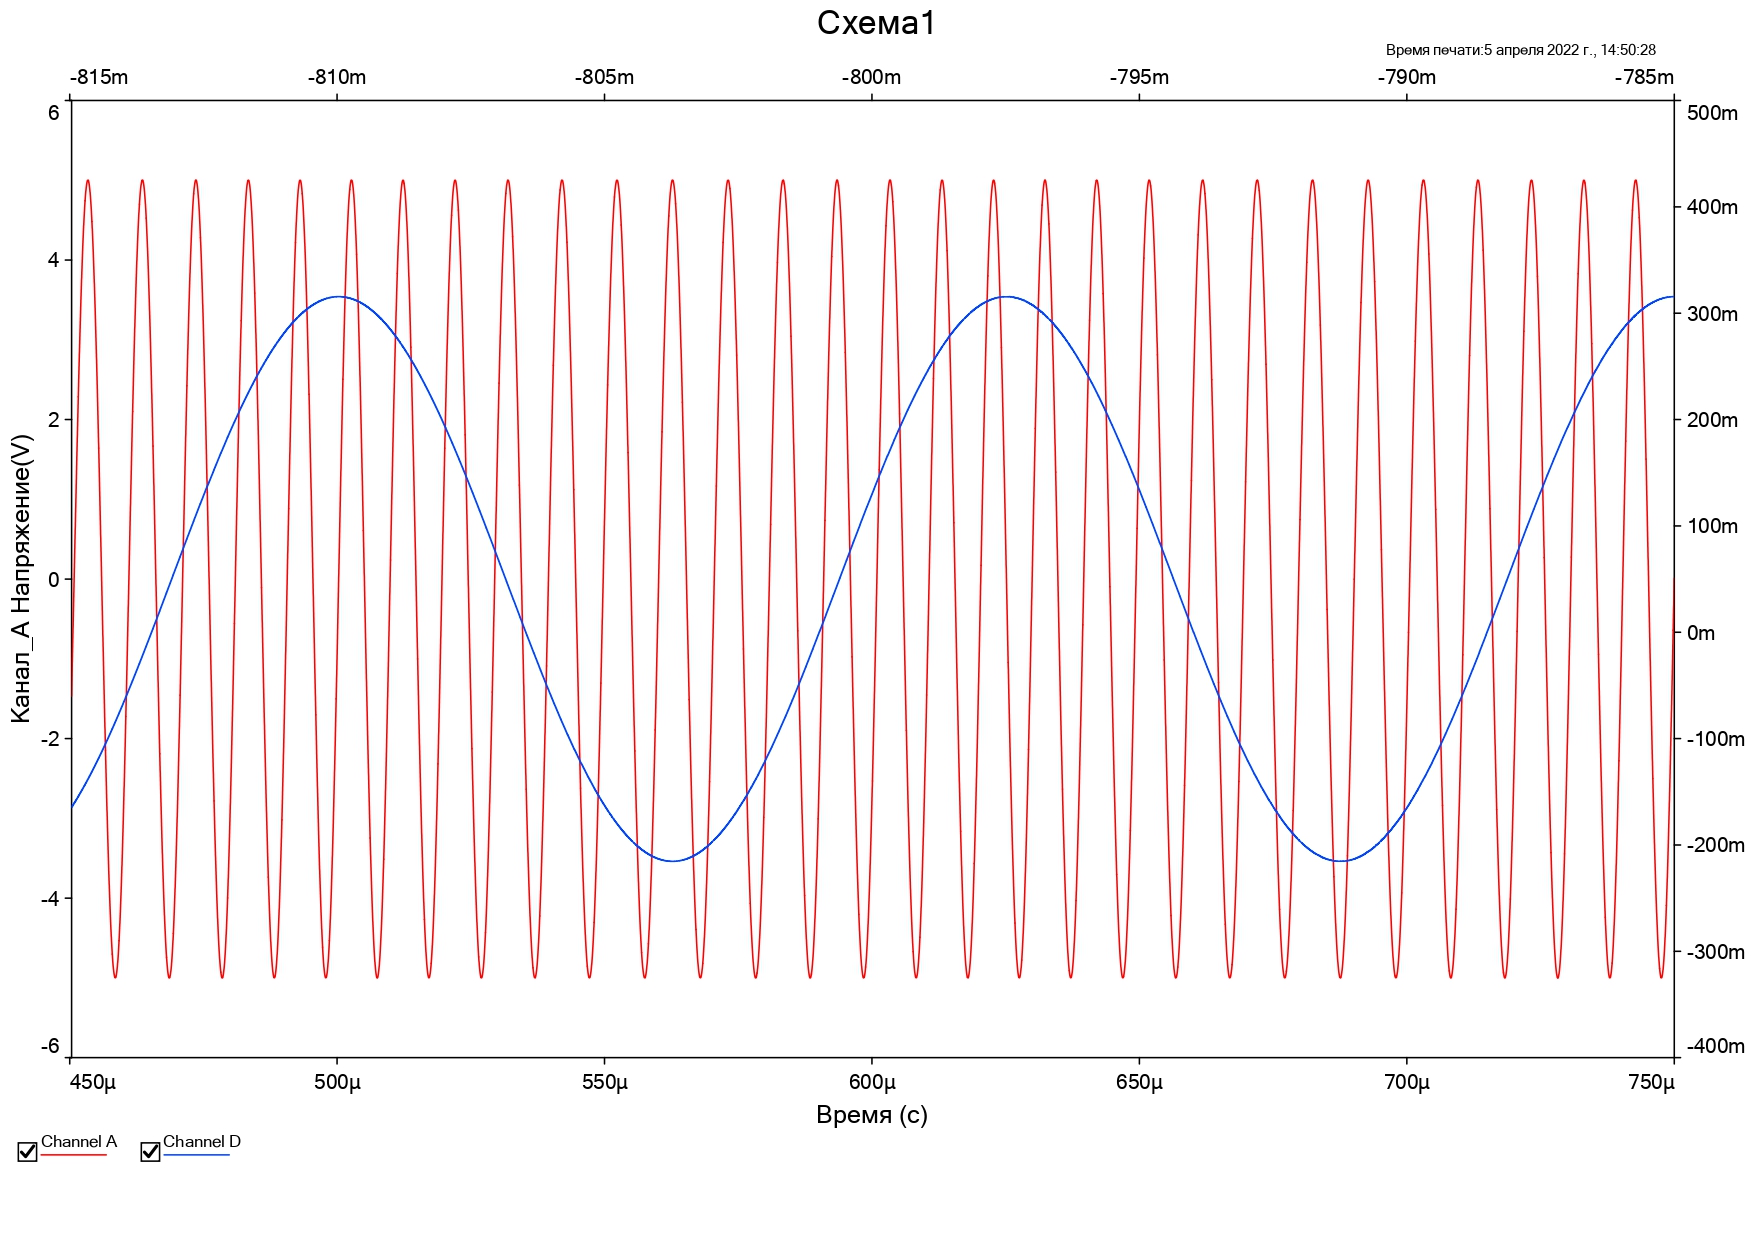 Схема1
Время печати:5 апреля 2022 г., 14:50:28
-815m -810m -805m -800m -795m -790m -785m
6
4
2
0
-2
-4
-6
Канал_A Напряжение(V)
500m
400m
300m
200m
100m
0m
-100m
-200m
-300m
-400m
450µ 500µ 550µ 600µ 650µ 700µ 750µ
Время (с)
Channel A Channel D